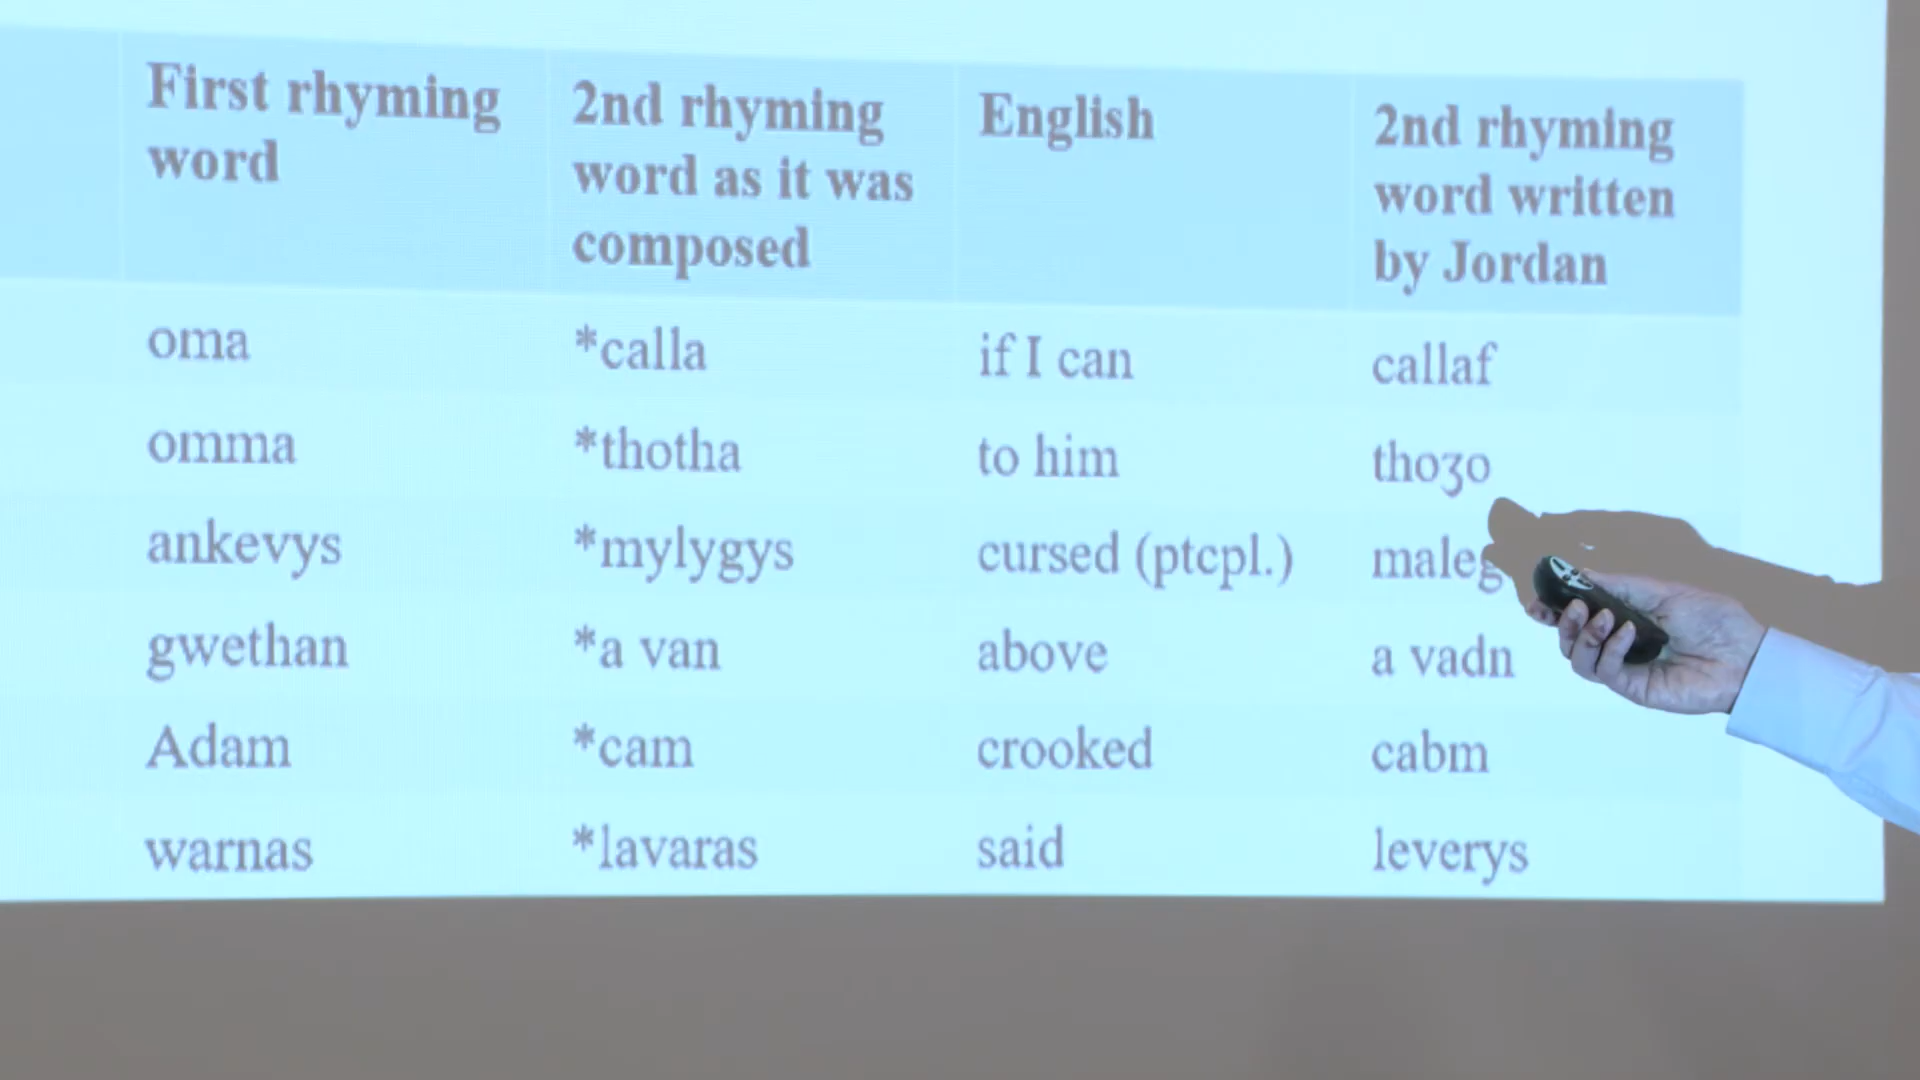 First rhyming word
2nd rhyming word as it was composed
English
2nd rhyming word written by Jordan
oma *calla if I can callaf
omma *thotha to him thoʒo
ankevys *mylygys cursed (ptcpl.)
gwethan *a van above a vadn
Adam *cam crooked cabm
warnas *lavaras said leverys